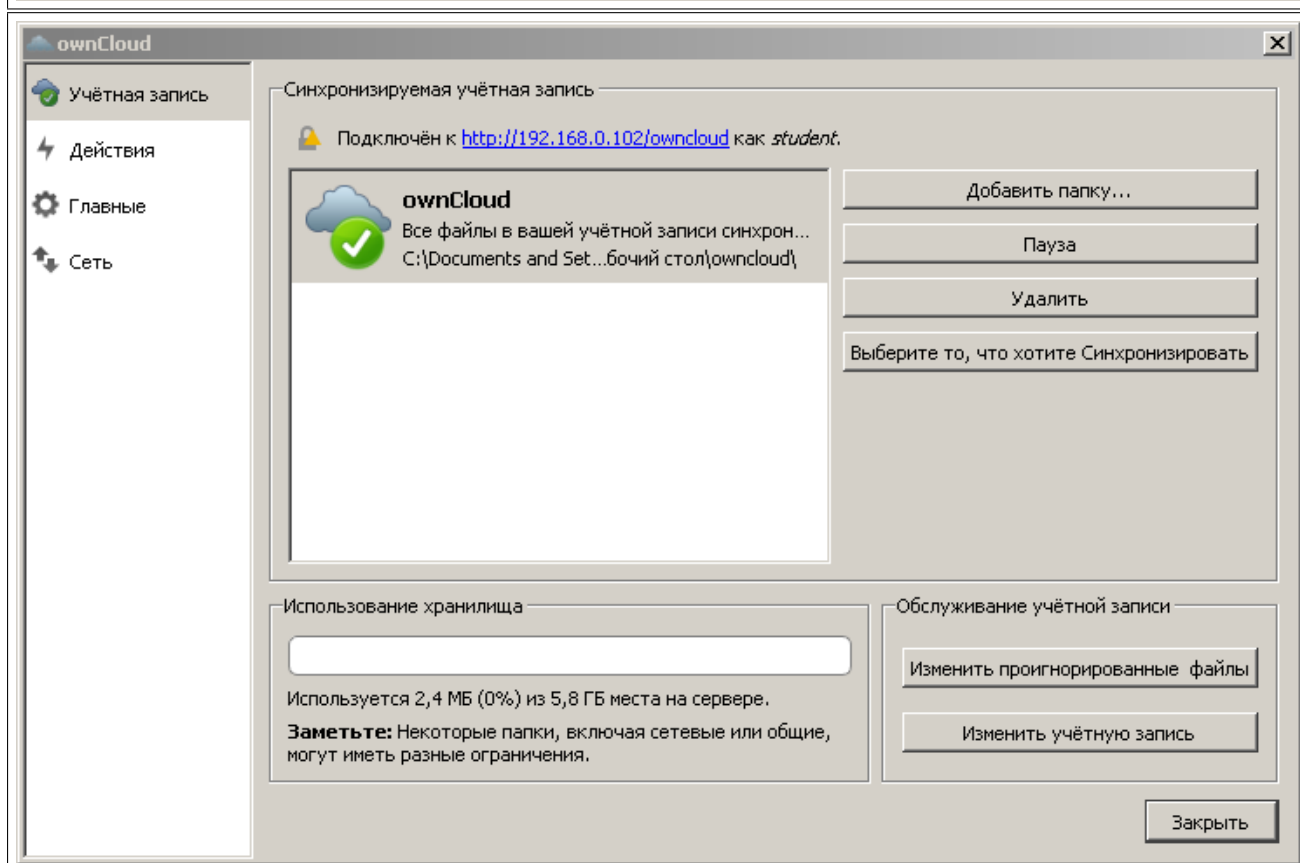 ownCloud
Учётная запись
Действия
Главные
Сеть
Синхронизируемая учётная запись
Подключён к http://192.168.0.102/owncloud как student.
ownCloud
Все файлы в вашей учётной записи синхрон...
C:\Documents and Set...бочий стол\owncloud\
Добавить папку...
Пауза
Удалить
Выберите то, что хотите Синхронизировать
Использование хранилища
Используется 2,4 МБ (0%) из 5,8 ГБ места на сервере.
Заметьте: Некоторые папки, включая сетевые или общие,
могут иметь разные ограничения.
Обслуживание учётной записи
Изменить проигнорированные файлы
Изменить учётную запись
Закрыть